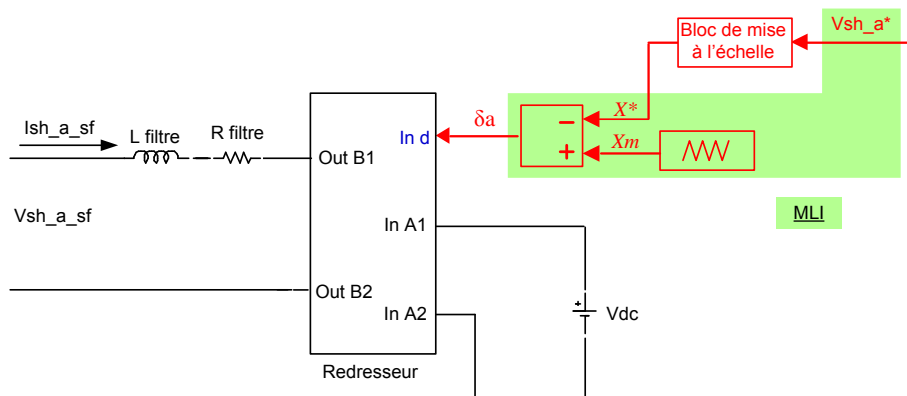 Bloc de mise
à l'échelle
Vsh_a*
Ish_a_sf
L filtre
R filtre
δa
X*
Xm
−
+
In d
Out B1
Vsh_a_sf
In A1
MLI
Out B2
In A2
+
Vdc
Redresseur